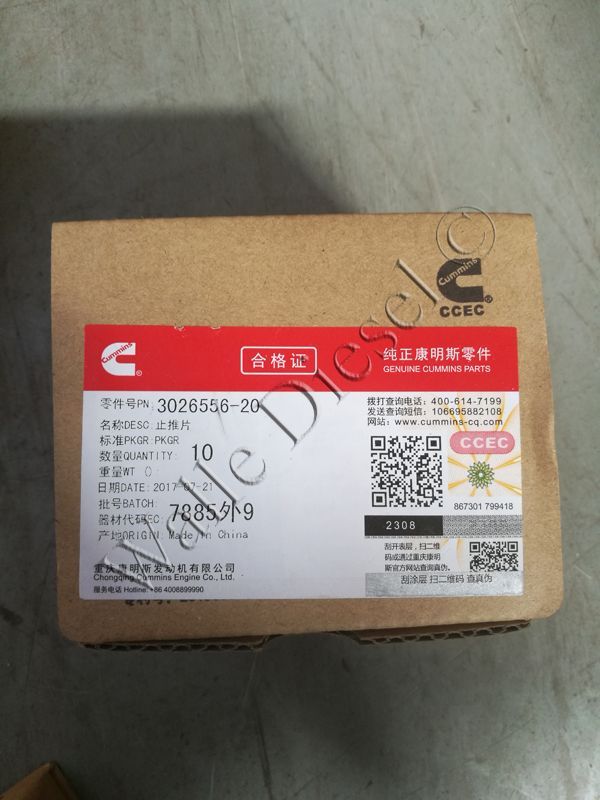 Cummins
CCEC
Cummins
合格证
纯正康明斯零件
GENUINE CUMMINS PARTS
零件号PN: 3026556-20
名称DESC:止推片
标准PKGR:PKGR
数量QUANTITY: 10
重量WT ():
日期DATE:2017-07-21
批号BATCH:
器材代码EC: 7885外9
产地ORIGIN: Made in China
重庆康明斯发动机有限公司
Chongqing Cummins Engine Co., Ltd.
服务电话 Hotline: +86 4008899990
拨打查询电话: 400-614-7199
发送查询短信: 106695882108
网站: www.cummins-cq.com
CCEC
867301 799418
2308
刮开表层, 扫二维
码或通过重庆康明
斯官方网站查询真伪.
刮涂层 扫二维码 查真伪
Wallé Diesel ©